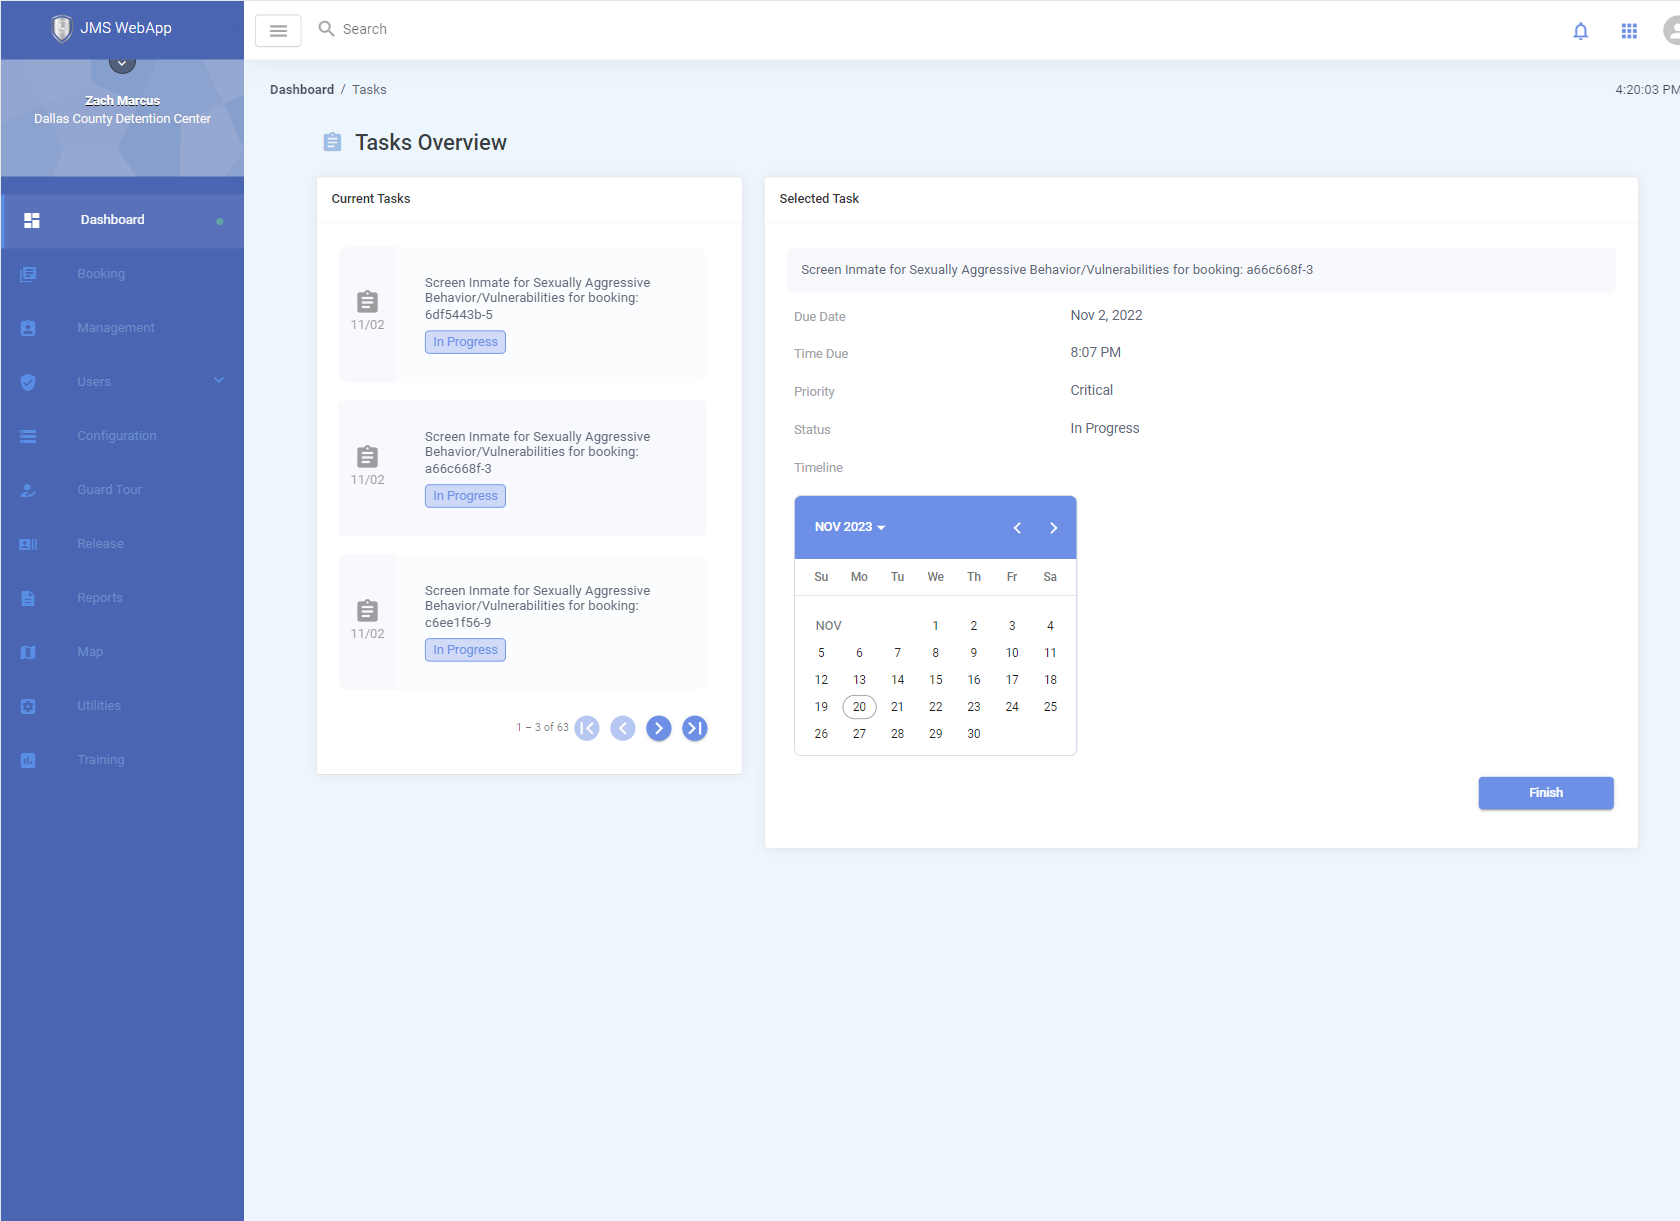 JMS WebApp
Search
Zach Marcus
Dallas County Detention Center
Dashboard / Tasks
4:20:03 PM
Dashboard
Booking
Management
Users
Configuration
Guard Tour
Release
Reports
Map
Utilities
Training
Tasks Overview
Current Tasks
Screen Inmate for Sexually Aggressive
Behavior/Vulnerabilities for booking:
6df5443b-5
11/02
In Progress
Screen Inmate for Sexually Aggressive
Behavior/Vulnerabilities for booking:
a66c668f-3
11/02
In Progress
Screen Inmate for Sexually Aggressive
Behavior/Vulnerabilities for booking:
c6ee1f56-9
11/02
In Progress
1 – 3 of 63
Selected Task
Screen Inmate for Sexually Aggressive Behavior/Vulnerabilities for booking: a66c668f-3
Due Date Nov 2, 2022
Time Due 8:07 PM
Priority Critical
Status In Progress
Timeline
NOV 2023
Su Mo Tu We Th Fr Sa
NOV 1 2 3 4
5 6 7 8 9 10 11
12 13 14 15 16 17 18
19 20 21 22 23 24 25
26 27 28 29 30
Finish